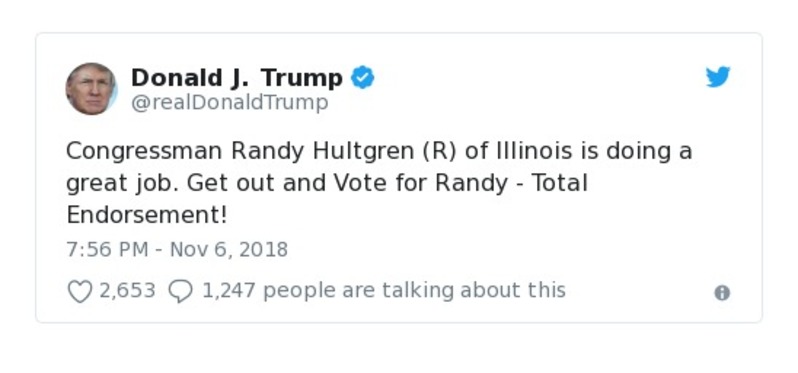 Donald J. Trump
@realDonaldTrump
Congressman Randy Hultgren (R) of Illinois is doing a
great job. Get out and Vote for Randy - Total
Endorsement!
7:56 PM - Nov 6, 2018
2,653 1,247 people are talking about this